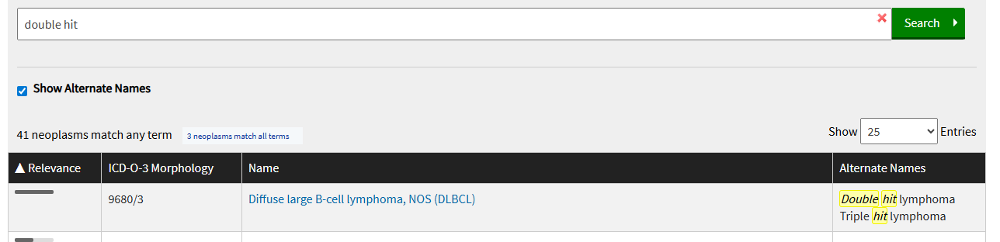 double hit
Search
Show Alternate Names
41 neoplasms match any term 3 neoplasms match all terms
Show 25 Entries
Relevance ICD-O-3 Morphology Name Alternate Names
9680/3 Diffuse large B-cell lymphoma, NOS (DLBCL) Double hit lymphoma
Triple hit lymphoma